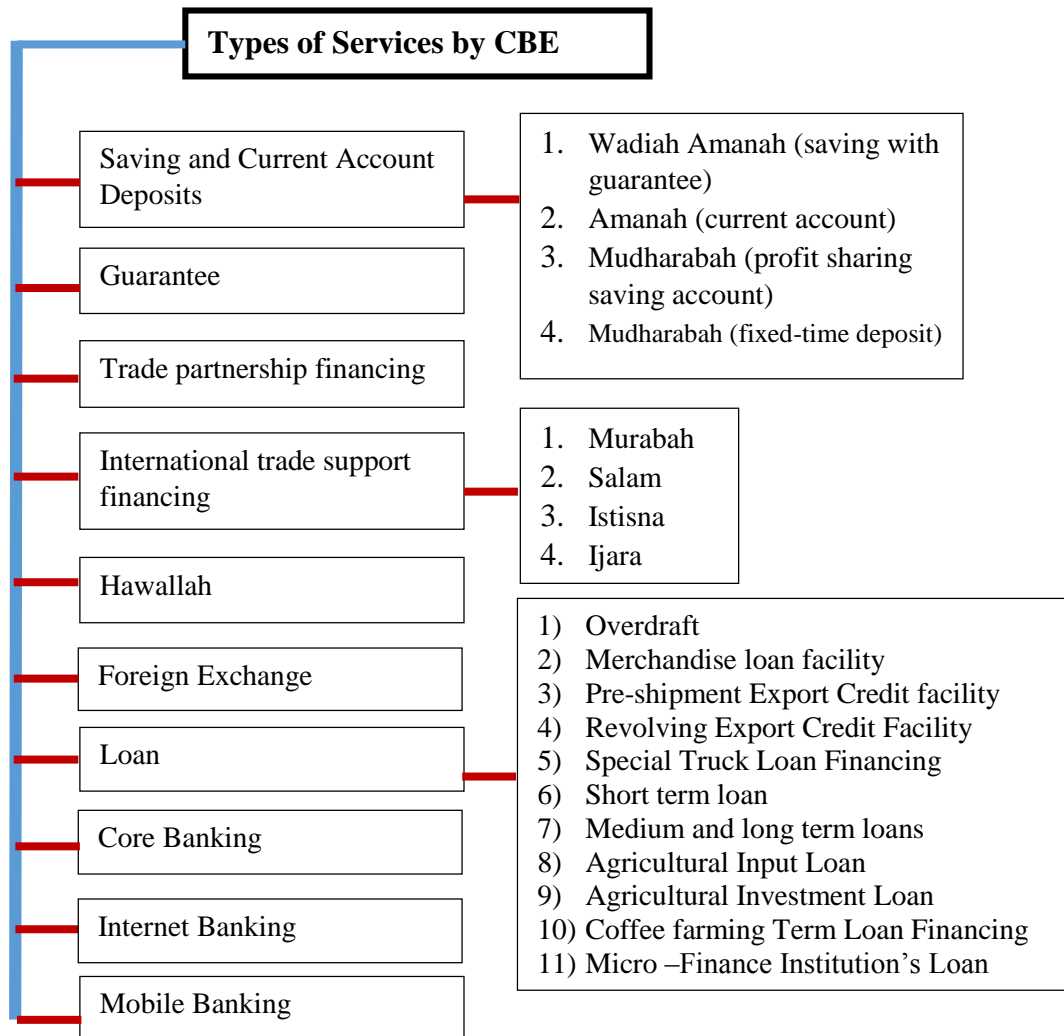 Types of Services by CBE
Saving and Current Account
Deposits
1. Wadiah Amanah (saving with
guarantee)
2. Amanah (current account)
3. Mudharabah (profit sharing
saving account)
4. Mudharabah (fixed-time deposit)
Guarantee
Trade partnership financing
International trade support
financing
1. Murabah
2. Salam
3. Istisna
4. Ijara
Hawallah
Foreign Exchange
Loan
1) Overdraft
2) Merchandise loan facility
3) Pre-shipment Export Credit facility
4) Revolving Export Credit Facility
5) Special Truck Loan Financing
6) Short term loan
7) Medium and long term loans
8) Agricultural Input Loan
9) Agricultural Investment Loan
10) Coffee farming Term Loan Financing
11) Micro –Finance Institution's Loan
Core Banking
Internet Banking
Mobile Banking